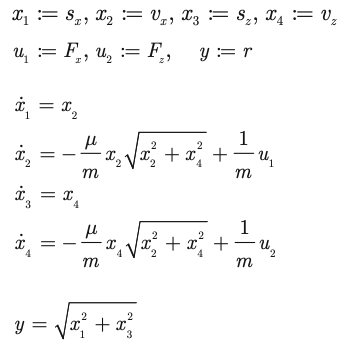 x₁ := sₓ, x₂ := vₓ, x₃ := s_z, x₄ := v_z
u₁ := Fₓ, u₂ := F_z, y := r
ẋ₁ = x₂
ẋ₂ = −μ/m x₂√(x₂² + x₄²) + 1/m u₁
ẋ₃ = x₄
ẋ₄ = −μ/m x₄√(x₂² + x₄²) + 1/m u₂
y = √(x₁² + x₃²)